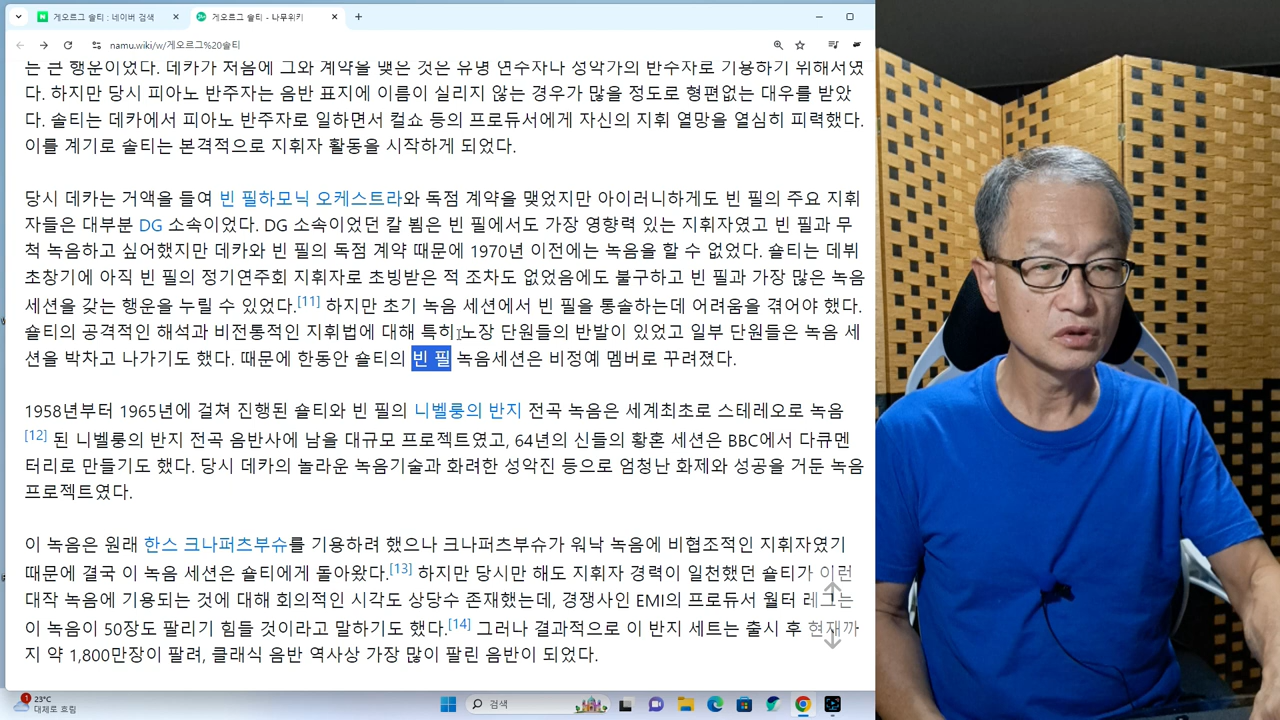 게오르그 솔티 : 네이버 검색
게오르그 솔티 - 나무위키
namu.wiki/w/게오르그%20솔티
는 큰 행운이었다. 데카가 처음에 그와 계약을 맺은 것은 유명 연주자나 성악가의 반주자로 기용하기 위해서였
다. 하지만 당시 피아노 반주자는 음반 표지에 이름이 실리지 않는 경우가 많을 정도로 형편없는 대우를 받았
다. 솔티는 데카에서 피아노 반주자로 일하면서 컬쇼 등의 프로듀서에게 자신의 지휘 열망을 열심히 피력했다.
이를 계기로 솔티는 본격적으로 지휘자 활동을 시작하게 되었다.
당시 데카는 거액을 들여 빈 필하모닉 오케스트라와 독점 계약을 맺었지만 아이러니하게도 빈 필의 주요 지휘
자들은 대부분 DG 소속이었다. DG 소속이었던 칼 뵘은 빈 필에서도 가장 영향력 있는 지휘자였고 빈 필과 무
척 녹음하고 싶어했지만 데카와 빈 필의 독점 계약 때문에 1970년 이전에는 녹음을 할 수 없었다. 숄티는 데뷔
초창기에 아직 빈 필의 정기연주회 지휘자로 초빙받은 적 조차도 없었음에도 불구하고 빈 필과 가장 많은 녹음
세션을 갖는 행운을 누릴 수 있었다.[11] 하지만 초기 녹음 세션에서 빈 필을 통솔하는데 어려움을 겪어야 했다.
숄티의 공격적인 해석과 비전통적인 지휘법에 대해 특히 노장 단원들의 반발이 있었고 일부 단원들은 녹음 세
션을 박차고 나가기도 했다. 때문에 한동안 숄티의 빈 필 녹음세션은 비정예 멤버로 꾸려졌다.
1958년부터 1965년에 걸쳐 진행된 숄티와 빈 필의 니벨룽의 반지 전곡 녹음은 세계최초로 스테레오로 녹음
[12] 된 니벨룽의 반지 전곡 음반사에 남을 대규모 프로젝트였고, 64년의 신들의 황혼 세션은 BBC에서 다큐멘
터리로 만들기도 했다. 당시 데카의 놀라운 녹음기술과 화려한 성악진 등으로 엄청난 화제와 성공을 거둔 녹음
프로젝트였다.
이 녹음은 원래 한스 크나퍼츠부슈를 기용하려 했으나 크나퍼츠부슈가 워낙 녹음에 비협조적인 지휘자였기
때문에 결국 이 녹음 세션은 숄티에게 돌아왔다.[13] 하지만 당시만 해도 지휘자 경력이 일천했던 숄티가 이런
대작 녹음에 기용되는 것에 대해 회의적인 시각도 상당수 존재했는데, 경쟁사인 EMI의 프로듀서 월터 레그는
이 녹음이 50장도 팔리기 힘들 것이라고 말하기도 했다.[14] 그러나 결과적으로 이 반지 세트는 출시 후 현재까
지 약 1,800만장이 팔려, 클래식 음반 역사상 가장 많이 팔린 음반이 되었다.
1
23°C
대체로 흐림
검색